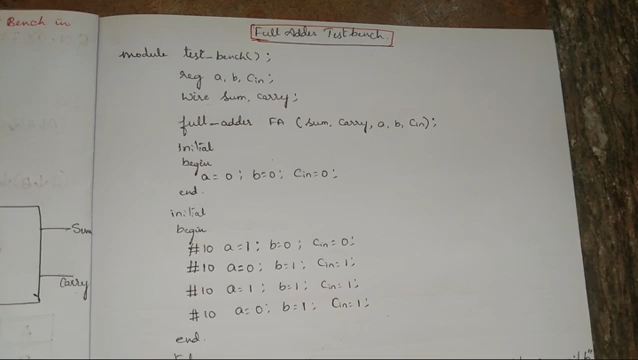 Bench in
Full Adder Testbench.
module test_bench();
reg a, b, Cin;
Wire Sum, Carry;
full_adder FA (Sum, Carry, a, b, Cin);
initial
begin
a=0; b=0; Cin=0;
end.
initial
begin
#10 a=1; b=0; Cin=0;
#10 a=0; b=1; Cin=1;
#10 a=1; b=1; Cin=1;
#10 a=0; b=1; Cin=1;
end.
Sum
Carry